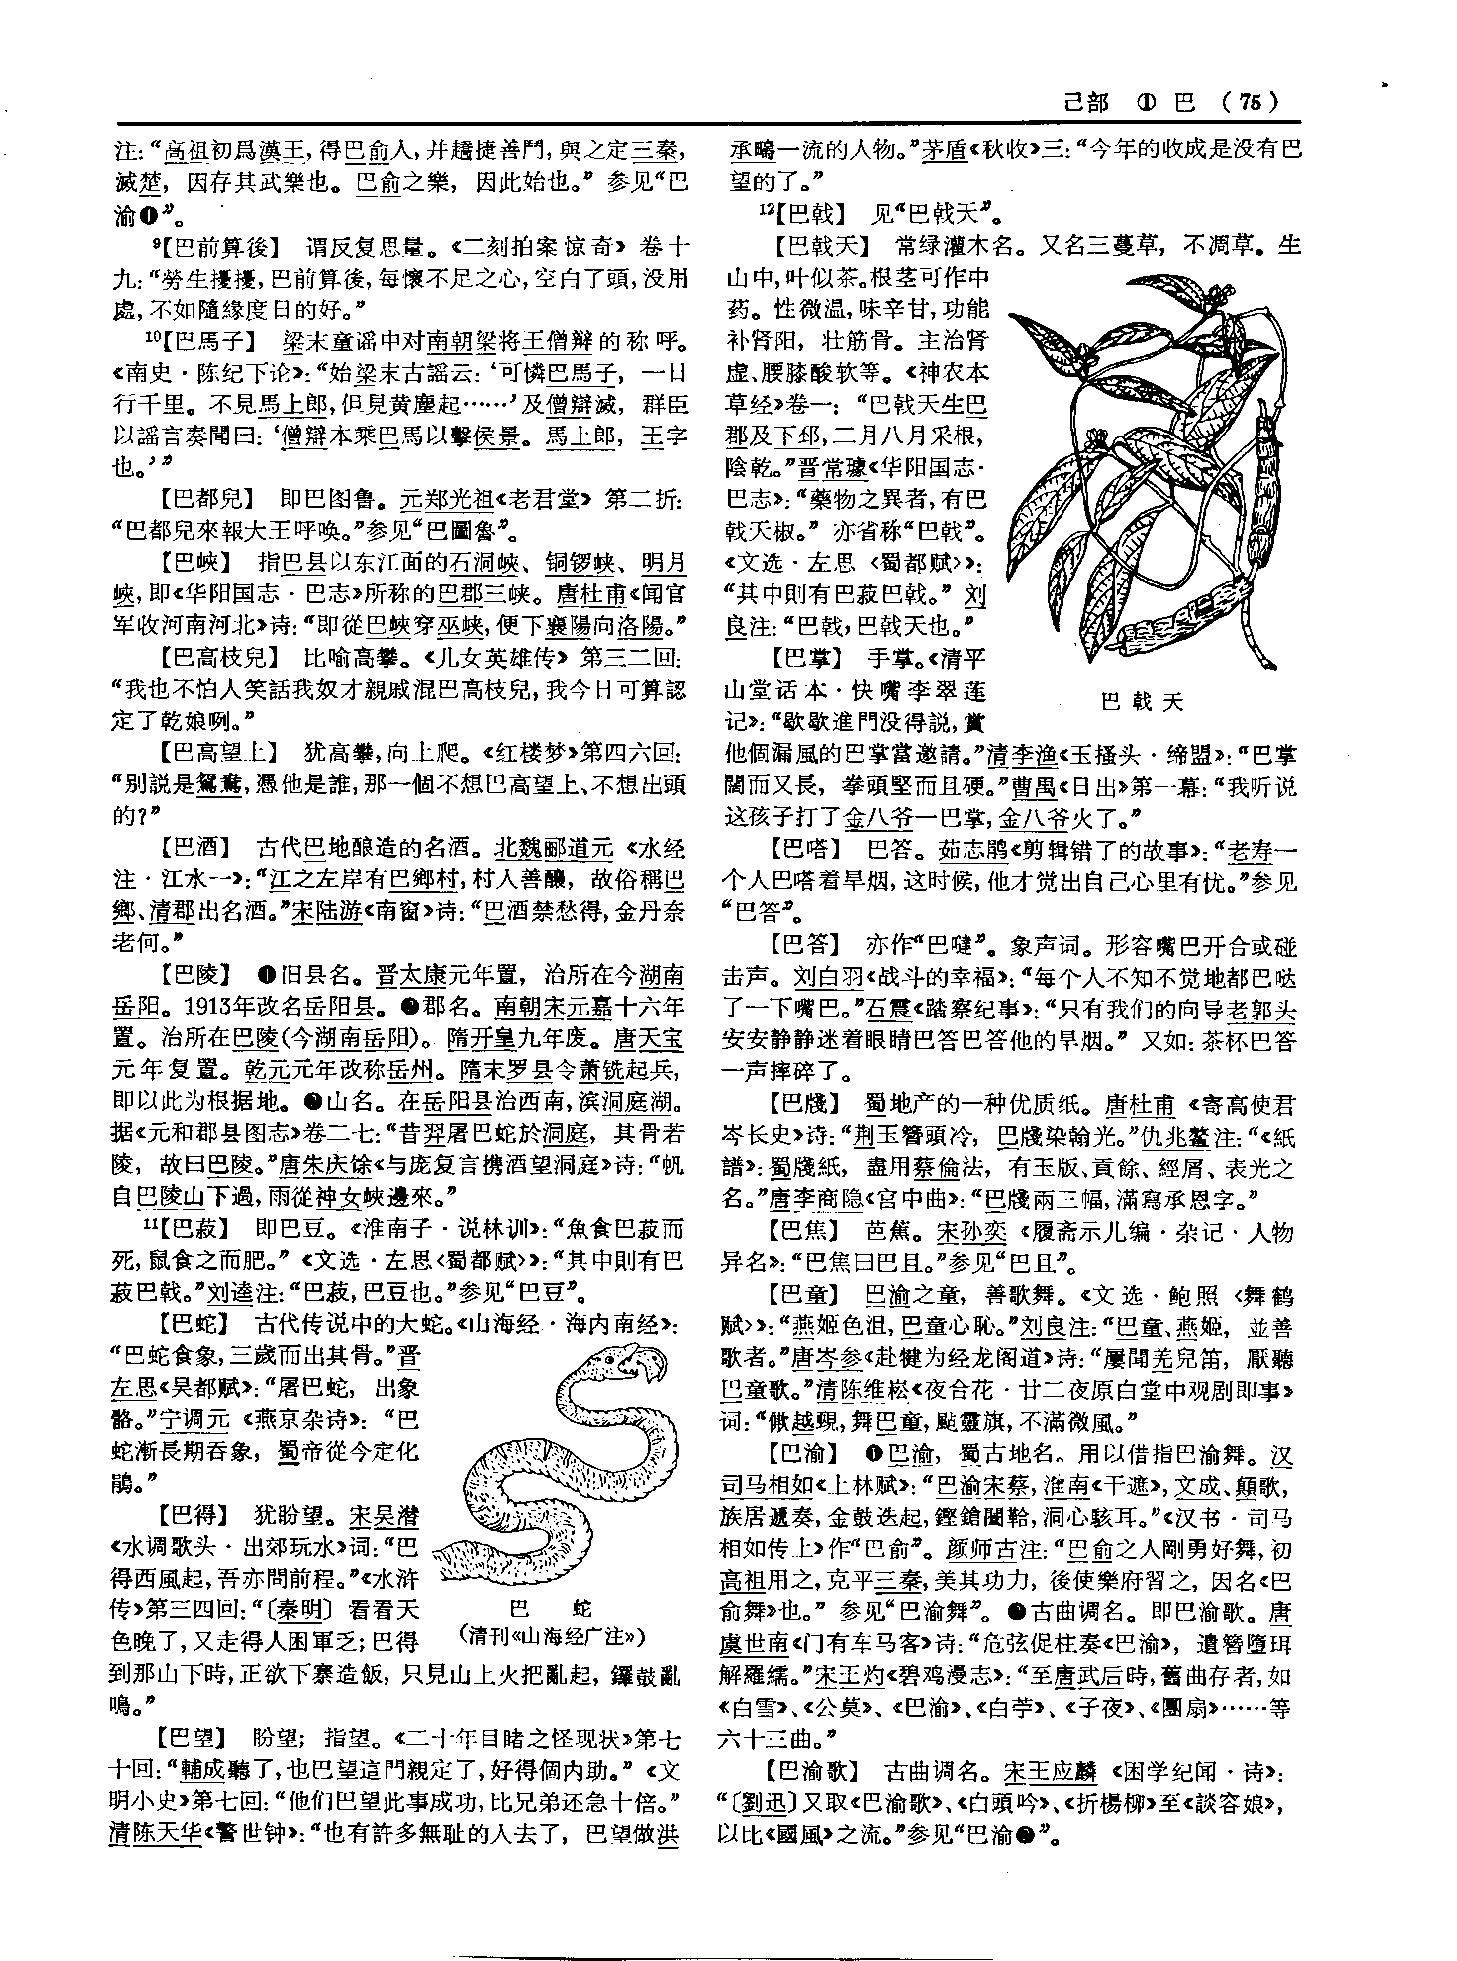 己部 ① 巴 （75）
注：“高祖初爲漢王，得巴俞人，并趫捷善鬥，與之定三秦，
滅楚，因存其武樂也。巴俞之樂，因此始也。”参见“巴
渝❶”。
⁹【巴前算後】 谓反复思量。《二刻拍案惊奇》卷十
九：“勞生擾擾，巴前算後，每懷不足之心，空白了頭，没用
處，不如隨緣度日的好。”
¹⁰【巴馬子】 梁末童谣中对南朝梁将王僧辩的称呼。
《南史·陈纪下论》：“始梁末古謡云：‘可憐巴馬子，一日
行千里。不見馬上郎，但見黄塵起……’及僧辯滅，群臣
以謡言奏聞曰：‘僧辯本乘巴馬以擊侯景。馬上郎，王字
也。’”
【巴都兒】 即巴图鲁。元郑光祖《老君堂》第二折：
“巴都兒來報大王呼唤。”参见“巴圖魯”。
【巴峽】 指巴县以东江面的石洞峡、铜锣峡、明月
峡，即《华阳国志·巴志》所称的巴郡三峡。唐杜甫《闻官
军收河南河北》诗：“即從巴峽穿巫峡，便下襄陽向洛陽。”
【巴高枝兒】 比喻高攀。《儿女英雄传》第三二回：
“我也不怕人笑話我奴才親戚混巴高枝兒，我今日可算認
定了乾娘咧。”
【巴高望上】 犹高攀，向上爬。《红楼梦》第四六回：
“别説是鴛鴦，憑他是誰，那一個不想巴高望上、不想出頭
的？”
【巴酒】 古代巴地酿造的名酒。北魏郦道元《水经
注·江水一》：“江之左岸有巴鄉村，村人善釀，故俗稱巴
鄉、清郡出名酒。”宋陆游《南窗》诗：“巴酒禁愁得，金丹奈
老何。”
【巴陵】 ❶旧县名。晋太康元年置，治所在今湖南
岳阳。1913年改名岳阳县。❷郡名。南朝宋元嘉十六年
置。治所在巴陵(今湖南岳阳)。隋开皇九年废。唐天宝
元年复置。乾元元年改称岳州。隋末罗县令萧铣起兵，
即以此为根据地。❸山名。在岳阳县治西南，滨洞庭湖。
据《元和郡县图志》卷二七：“昔羿屠巴蛇於洞庭，其骨若
陵，故曰巴陵。”唐朱庆馀《与庞复言携酒望洞庭》诗：“帆
自巴陵山下過，雨從神女峽邊來。”
¹¹【巴菽】 即巴豆。《淮南子·说林训》：“魚食巴菽而
死，鼠食之而肥。”《文选·左思〈蜀都赋〉》：“其中則有巴
菽巴戟。”刘逵注：“巴菽，巴豆也。”参见“巴豆”。
【巴蛇】 古代传说中的大蛇。《山海经·海内南经》：
“巴蛇食象，三歲而出其骨。”晋
左思《吴都赋》：“屠巴蛇，出象
骼。”宁调元《燕京杂诗》：“巴
蛇漸長期吞象，蜀帝從今定化
鵑。”
【巴得】 犹盼望。宋吴潜
《水调歌头·出郊玩水》词：“巴
得西風起，吾亦問前程。”《水浒
传》第三四回：“〔秦明〕看看天
色晚了，又走得人困軍乏；巴得
到那山下時，正欲下寨造飯，只見山上火把亂起，鑼鼓亂
鳴。”
巴 蛇
（清刊《山海经广注》）
【巴望】 盼望；指望。《二十年目睹之怪现状》第七
十回：“輔成聽了，也巴望這門親定了，好得個内助。”《文
明小史》第七回：“他们巴望此事成功，比兄弟还急十倍。”
清陈天华《警世钟》：“也有許多無耻的人去了，巴望做洪
承疇一流的人物。”茅盾《秋收》三：“今年的收成是没有巴
望的了。”
¹²【巴戟】 见“巴戟天”。
【巴戟天】 常绿灌木名。又名三蔓草，不凋草。生
山中，叶似茶。根茎可作中
药。性微温，味辛甘，功能
补肾阳，壮筋骨。主治肾
虚、腰膝酸软等。《神农本
草经》卷一：“巴戟天生巴
郡及下邳，二月八月采根，
陰乾。”晋常璩《华阳国志·
巴志》：“藥物之異者，有巴
戟天椒。”亦省称“巴戟”。
《文选·左思〈蜀都赋〉》：
“其中則有巴菽巴戟。”刘
良注：“巴戟，巴戟天也。”
巴戟天
【巴掌】 手掌。《清平
山堂话本·快嘴李翠莲
记》：“歇歇進門没得説，賞
他個漏風的巴掌當邀請。”清李渔《玉搔头·缔盟》：“巴掌
闊而又長，拳頭堅而且硬。”曹禺《日出》第一幕：“我听说
这孩子打了金八爷一巴掌，金八爷火了。”
【巴嗒】 巴答。茹志鹃《剪辑错了的故事》：“老寿一
个人巴嗒着旱烟，这时候，他才觉出自己心里有忧。”参见
“巴答”。
【巴答】 亦作“巴噠”。象声词。形容嘴巴开合或碰
击声。刘白羽《战斗的幸福》：“每个人不知不觉地都巴哒
了一下嘴巴。”石震《踏察纪事》：“只有我们的向导老郭头
安安静静迷着眼睛巴答巴答他的旱烟。”又如：茶杯巴答
一声摔碎了。
【巴牋】 蜀地产的一种优质纸。唐杜甫《寄高使君
岑长史》诗：“荆玉簪頭冷，巴牋染翰光。”仇兆鳌注：“《紙
譜》：蜀牋紙，盡用蔡倫法，有玉版、貢餘、經屑、表光之
名。”唐李商隐《宫中曲》：“巴牋兩三幅，滿寫承恩字。”
【巴焦】 芭蕉。宋孙奕《履斋示儿编·杂记·人物
异名》：“巴焦曰巴且。”参见“巴且”。
【巴童】 巴渝之童，善歌舞。《文选·鲍照〈舞鹤
赋〉》：“燕姬色沮，巴童心恥。”刘良注：“巴童、燕姬，並善
歌者。”唐岑参《赴犍为经龙阁道》诗：“屢聞羌兒笛，厭聽
巴童歌。”清陈维崧《夜合花·廿二夜原白堂中观剧即事》
词：“僛越覡，舞巴童，颭靈旗，不滿微風。”
【巴渝】 ❶巴渝，蜀古地名。用以借指巴渝舞。汉
司马相如《上林赋》：“巴渝宋蔡，淮南《干遮》，文成、顛歌，
族居遞奏，金鼓迭起，鏗鎗闛鞈，洞心駭耳。”《汉书·司马
相如传上》作“巴俞”。颜师古注：“巴俞之人剛勇好舞，初
高祖用之，克平三秦，美其功力，後使樂府習之，因名《巴
俞舞》也。”参见“巴渝舞”。❷古曲调名。即巴渝歌。唐
虞世南《门有车马客》诗：“危弦促柱奏《巴渝》，遺簪墮珥
解羅襦。”宋王灼《碧鸡漫志》：“至唐武后時，舊曲存者，如
《白雪》、《公莫》、《巴渝》、《白苧》、《子夜》、《團扇》……等
六十三曲。”
【巴渝歌】 古曲调名。宋王应麟《困学纪闻·诗》：
“〔劉迅〕又取《巴渝歌》、《白頭吟》、《折楊柳》至《談容娘》，
以比《國風》之流。”参见“巴渝❷”。